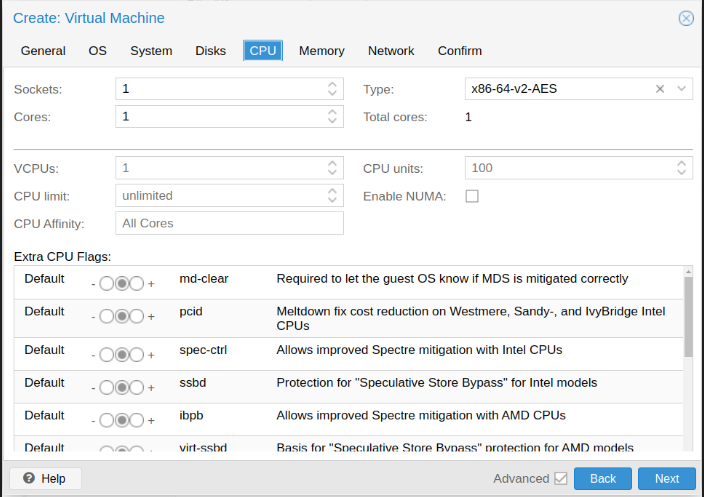 Create: Virtual Machine
General OS System Disks CPU Memory Network Confirm
Sockets: 1 Type: x86-64-v2-AES
Cores: 1 Total cores: 1
VCPUs: 1 CPU units: 100
CPU limit: unlimited Enable NUMA:
CPU Affinity: All Cores
Extra CPU Flags:
Default - + md-clear Required to let the guest OS know if MDS is mitigated correctly
Default - + pcid Meltdown fix cost reduction on Westmere, Sandy-, and IvyBridge Intel
CPUs
Default - + spec-ctrl Allows improved Spectre mitigation with Intel CPUs
Default - + ssbd Protection for "Speculative Store Bypass" for Intel models
Default - + ibpb Allows improved Spectre mitigation with AMD CPUs
Default - + virt-ssbd Basis for "Speculative Store Bypass" protection for AMD models
Help Advanced Back Next